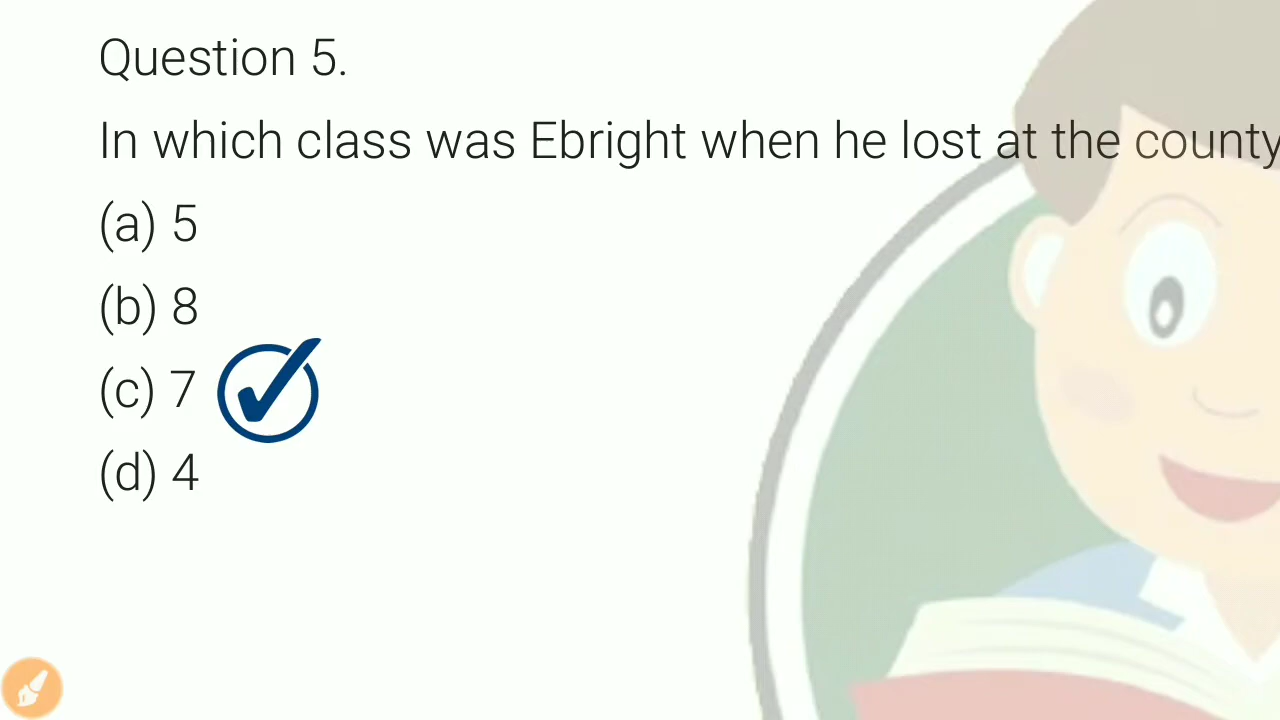 Question 5.
In which class was Ebright when he lost at the county
(a) 5
(b) 8
(c) 7
(d) 4